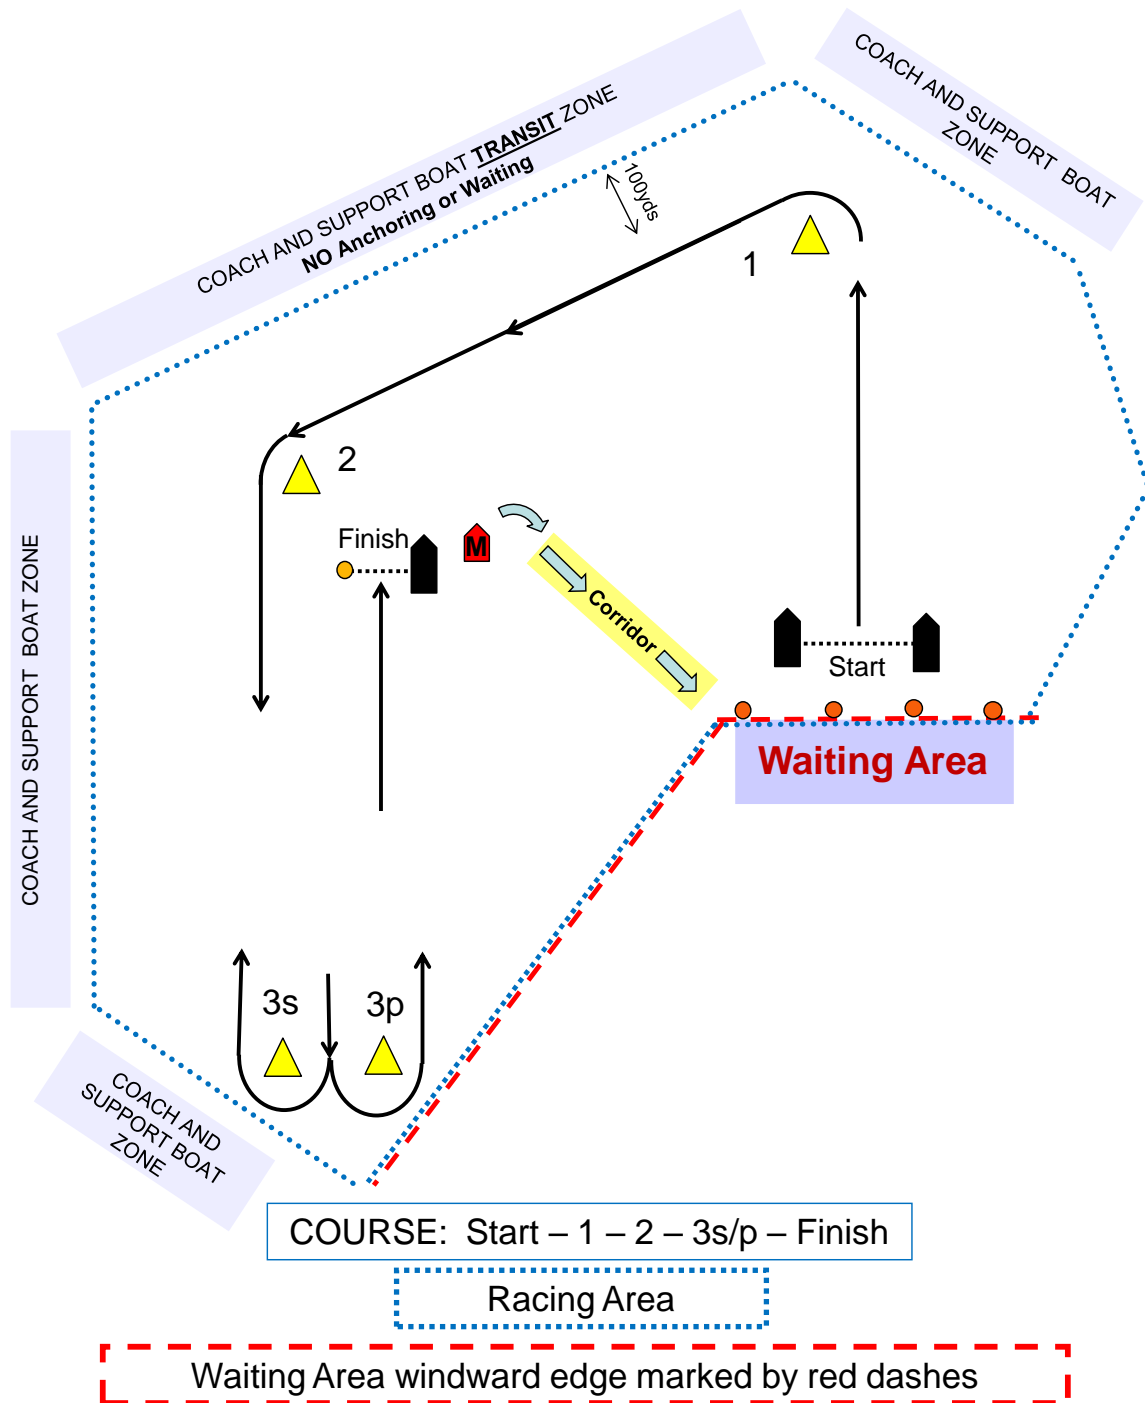 COACH AND SUPPORT BOAT TRANSIT ZONE
NO Anchoring or Waiting
COACH AND SUPPORT BOAT
ZONE
100yds
1
2
Finish
M
Corridor
Start
Waiting Area
COACH AND SUPPORT BOAT ZONE
3s
3p
COACH AND
SUPPORT BOAT
ZONE
COURSE: Start – 1 – 2 – 3s/p – Finish
Racing Area
Waiting Area windward edge marked by red dashes